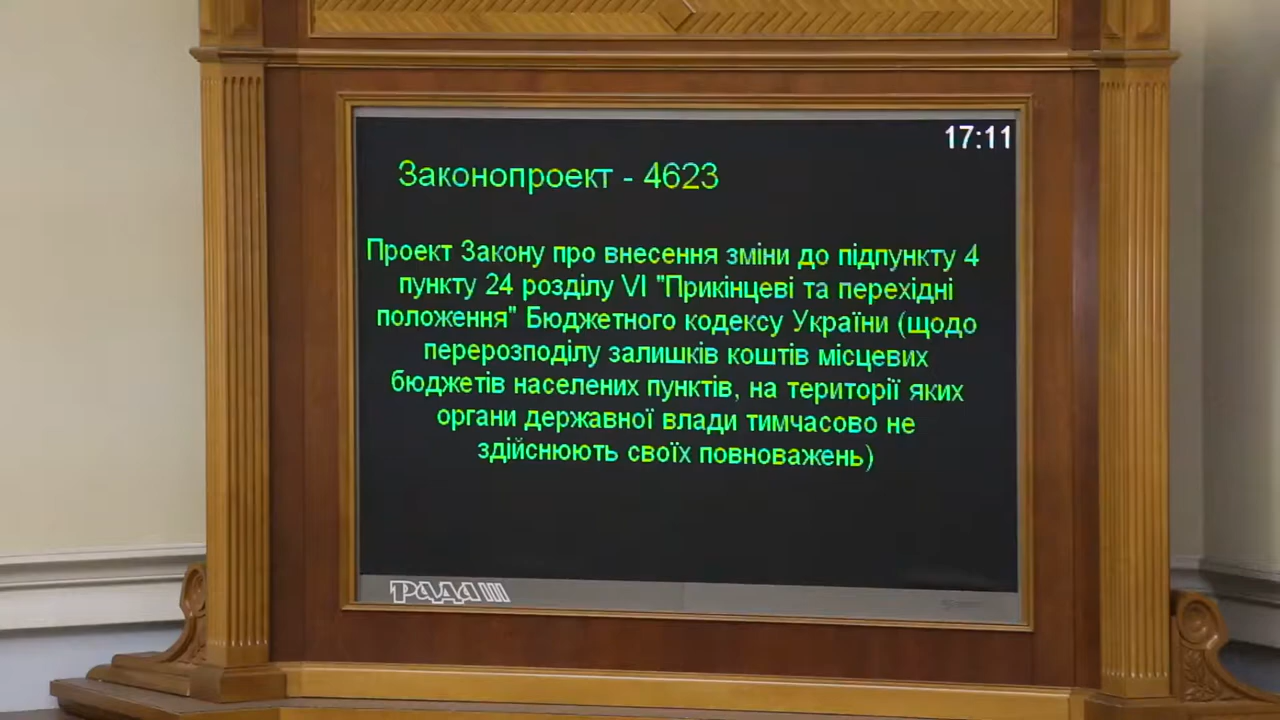 17:11
Законопроект - 4623
Проект Закону про внесення зміни до підпункту 4
пункту 24 розділу VI "Прикінцеві та перехідні
положення" Бюджетного кодексу України (щодо
перерозподілу залишків коштів місцевих
бюджетів населених пунктів, на території яких
органи державної влади тимчасово не
здійснюють своїх повноважень)
РАДА